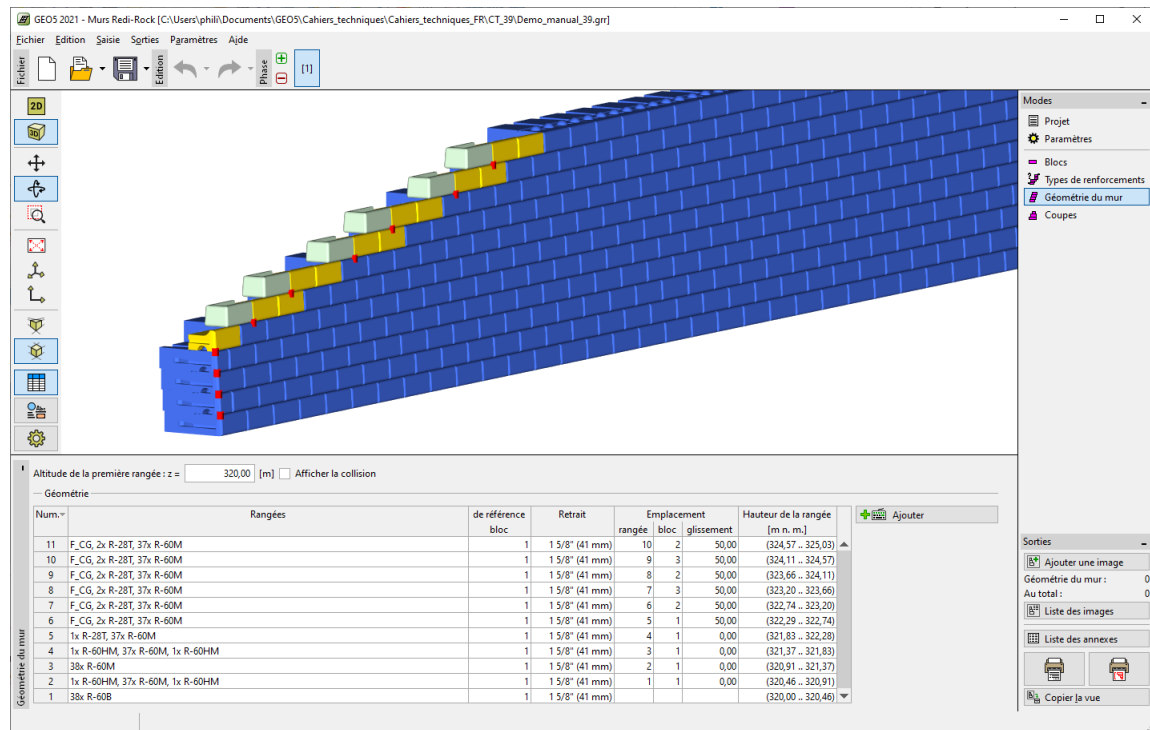 GEO5 2021 - Murs Redi-Rock [C:\Users\phili\Documents\GEO5\Cahiers_techniques\Cahiers_techniques_FR\CT_39\Demo_manual_39.grr]
Fichier Edition Saisie Sorties Paramètres Aide
Fichier Edition Phase [1]
2D
3D
Modes
Projet
Paramètres
Blocs
Types de renforcements
Géométrie du mur
Coupes
Géométrie du mur
Altitude de la première rangée : z = 320,00 [m] Afficher la collision
Géométrie
Num. Rangées de référence Retrait Emplacement Hauteur de la rangée
bloc rangée bloc glissement [m n. m.]
11 F_CG, 2x R-28T, 37x R-60M 1 1 5/8" (41 mm) 10 2 50,00 (324,57 .. 325,03)
10 F_CG, 2x R-28T, 37x R-60M 1 1 5/8" (41 mm) 9 3 50,00 (324,11 .. 324,57)
9 F_CG, 2x R-28T, 37x R-60M 1 1 5/8" (41 mm) 8 2 50,00 (323,66 .. 324,11)
8 F_CG, 2x R-28T, 37x R-60M 1 1 5/8" (41 mm) 7 3 50,00 (323,20 .. 323,66)
7 F_CG, 2x R-28T, 37x R-60M 1 1 5/8" (41 mm) 6 2 50,00 (322,74 .. 323,20)
6 F_CG, 2x R-28T, 37x R-60M 1 1 5/8" (41 mm) 5 1 50,00 (322,29 .. 322,74)
5 1x R-28T, 37x R-60M 1 1 5/8" (41 mm) 4 1 0,00 (321,83 .. 322,28)
4 1x R-60HM, 37x R-60M, 1x R-60HM 1 1 5/8" (41 mm) 3 1 0,00 (321,37 .. 321,83)
3 38x R-60M 1 1 5/8" (41 mm) 2 1 0,00 (320,91 .. 321,37)
2 1x R-60HM, 37x R-60M, 1x R-60HM 1 1 5/8" (41 mm) 1 1 0,00 (320,46 .. 320,91)
1 38x R-60B 1 1 5/8" (41 mm) (320,00 .. 320,46)
Ajouter
Sorties
Ajouter une image
Géométrie du mur : 0
Au total : 0
Liste des images
Liste des annexes
Copier la vue